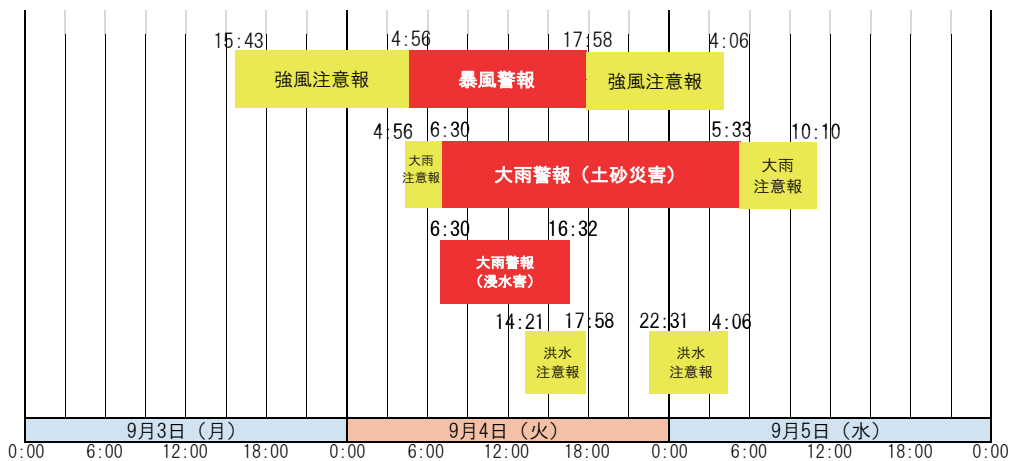 15:43
4:56
17:58
4:06
強風注意報
暴風警報
強風注意報
4:56
6:30
5:33
10:10
大雨
注意報
大雨警報（土砂災害）
大雨
注意報
6:30
16:32
大雨警報
（浸水害）
14:21
17:58
22:31
4:06
洪水
注意報
洪水
注意報
9月3日（月）
9月4日（火）
9月5日（水）
0:00
6:00
12:00
18:00
0:00
6:00
12:00
18:00
0:00
6:00
12:00
18:00
0:00